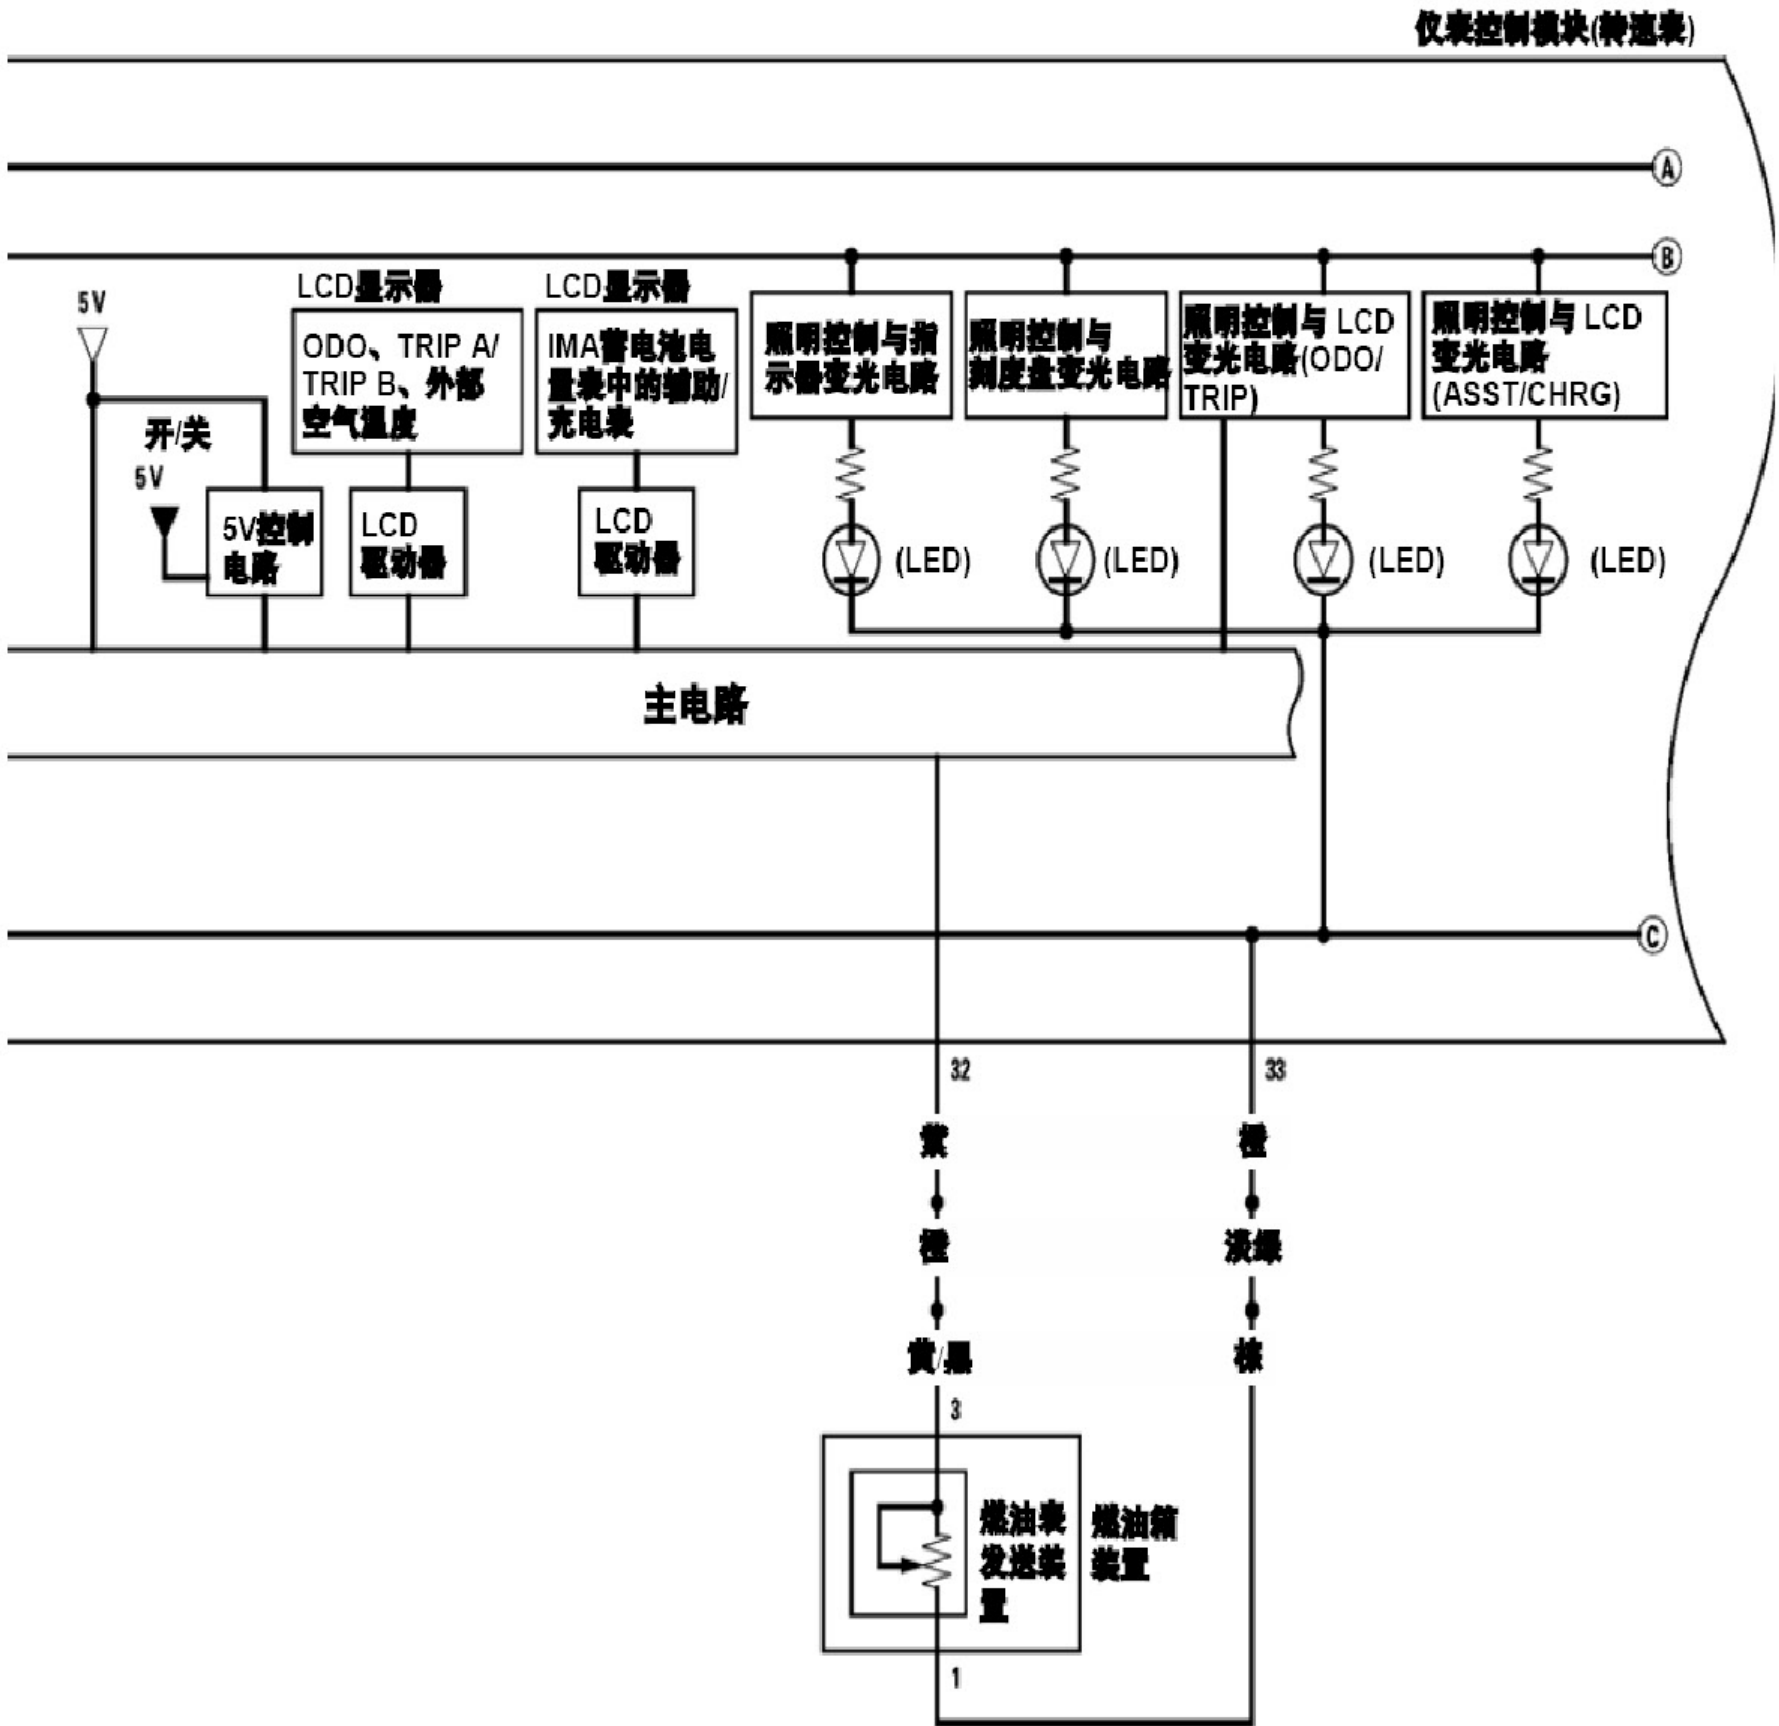 仪表控制模块(转速表)
A
B
5V
LCD显示器
LCD显示器
ODO、TRIP A/
TRIP B、外部
空气温度
IMA蓄电池电
量表中的辅助/
充电表
照明控制与指
示器变光电路
照明控制与
刻度盘变光电路
照明控制与 LCD
变光电路(ODO/
TRIP)
照明控制与 LCD
变光电路
(ASST/CHRG)
开/关
5V
5V控制
电路
LCD
驱动器
LCD
驱动器
(LED)
(LED)
(LED)
(LED)
主电路
C
32
33
紫
橙
橙
淡绿
黄/黑
棕
3
燃油表
发送装
置
燃油箱
装置
1